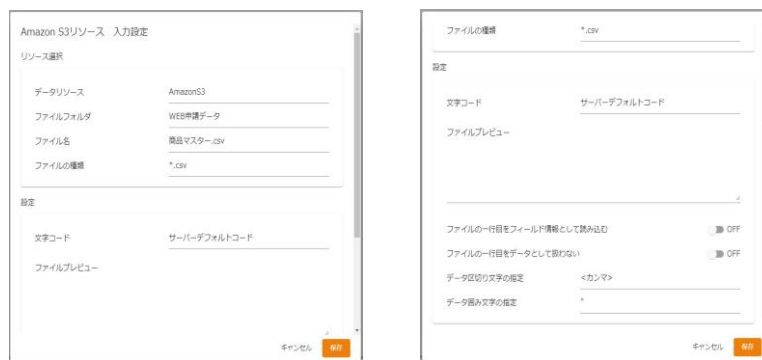 Amazon S3リソース 入力設定
リソース選択
データリソース AmazonS3
ファイルフォルダ WEB申請データ
ファイル名 商品マスター.csv
ファイルの種類 *.csv
設定
文字コード サーバーデフォルトコード
ファイルプレビュー
キャンセル 保存
ファイルの種類 *.csv
設定
文字コード サーバーデフォルトコード
ファイルプレビュー
ファイルの一行目をフィールド情報として読み込む OFF
ファイルの一行目をデータとして扱わない OFF
データ区切り文字の指定 <カンマ>
データ囲み文字の指定
キャンセル 保存